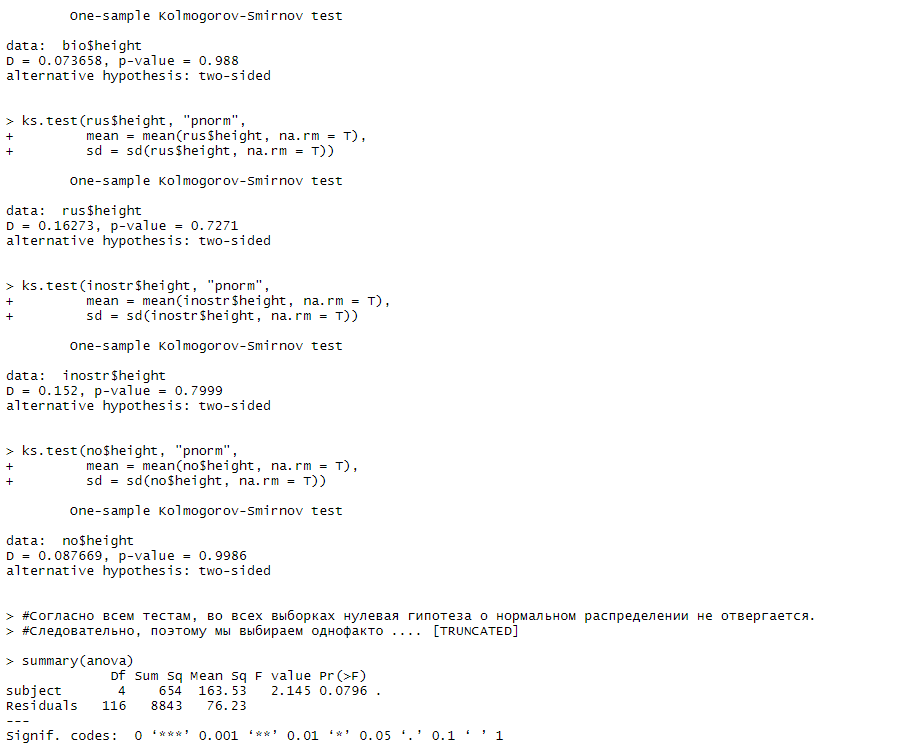 One-sample Kolmogorov-Smirnov test
data:  bio$height
D = 0.073658, p-value = 0.988
alternative hypothesis: two-sided
> ks.test(rus$height, "pnorm",
+         mean = mean(rus$height, na.rm = T),
+         sd = sd(rus$height, na.rm = T))
One-sample Kolmogorov-Smirnov test
data:  rus$height
D = 0.16273, p-value = 0.7271
alternative hypothesis: two-sided
> ks.test(inostr$height, "pnorm",
+         mean = mean(inostr$height, na.rm = T),
+         sd = sd(inostr$height, na.rm = T))
One-sample Kolmogorov-Smirnov test
data:  inostr$height
D = 0.152, p-value = 0.7999
alternative hypothesis: two-sided
> ks.test(no$height, "pnorm",
+         mean = mean(no$height, na.rm = T),
+         sd = sd(no$height, na.rm = T))
One-sample Kolmogorov-Smirnov test
data:  no$height
D = 0.087669, p-value = 0.9986
alternative hypothesis: two-sided
> #Согласно всем тестам, во всех выборках нулевая гипотеза о нормальном распределении не отвергается.
> #Следовательно, поэтому мы выбираем однофакто .... [TRUNCATED]
> summary(anova)
             Df Sum Sq Mean Sq F value Pr(>F)
subject       4    654  163.53   2.145 0.0796 .
Residuals   116   8843   76.23
---
Signif. codes:  0 ‘***’ 0.001 ‘**’ 0.01 ‘*’ 0.05 ‘.’ 0.1 ‘ ’ 1